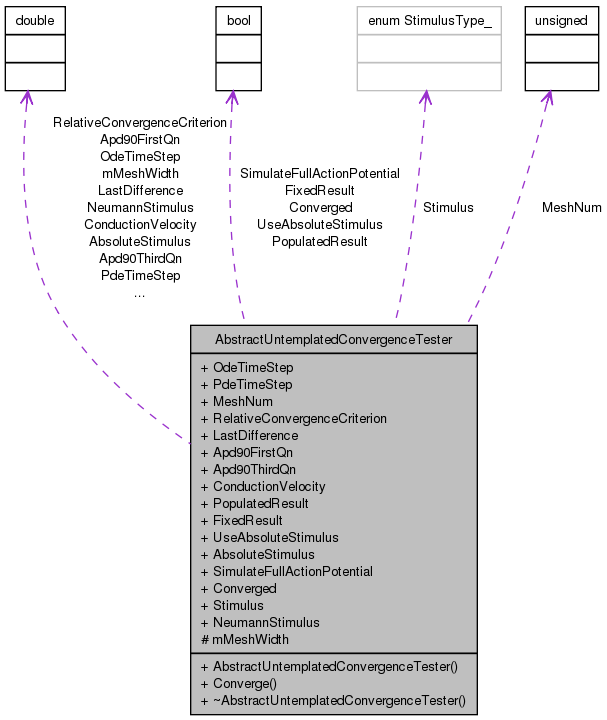 double
bool
enum StimulusType_
unsigned
RelativeConvergenceCriterion
Apd90FirstQn
OdeTimeStep
mMeshWidth
LastDifference
NeumannStimulus
ConductionVelocity
AbsoluteStimulus
Apd90ThirdQn
PdeTimeStep
...
SimulateFullActionPotential
FixedResult
Converged
UseAbsoluteStimulus
PopulatedResult
Stimulus
MeshNum
AbstractUntemplatedConvergenceTester
+ OdeTimeStep
+ PdeTimeStep
+ MeshNum
+ RelativeConvergenceCriterion
+ LastDifference
+ Apd90FirstQn
+ Apd90ThirdQn
+ ConductionVelocity
+ PopulatedResult
+ FixedResult
+ UseAbsoluteStimulus
+ AbsoluteStimulus
+ SimulateFullActionPotential
+ Converged
+ Stimulus
+ NeumannStimulus
# mMeshWidth
+ AbstractUntemplatedConvergenceTester()
+ Converge()
+ ~AbstractUntemplatedConvergenceTester()